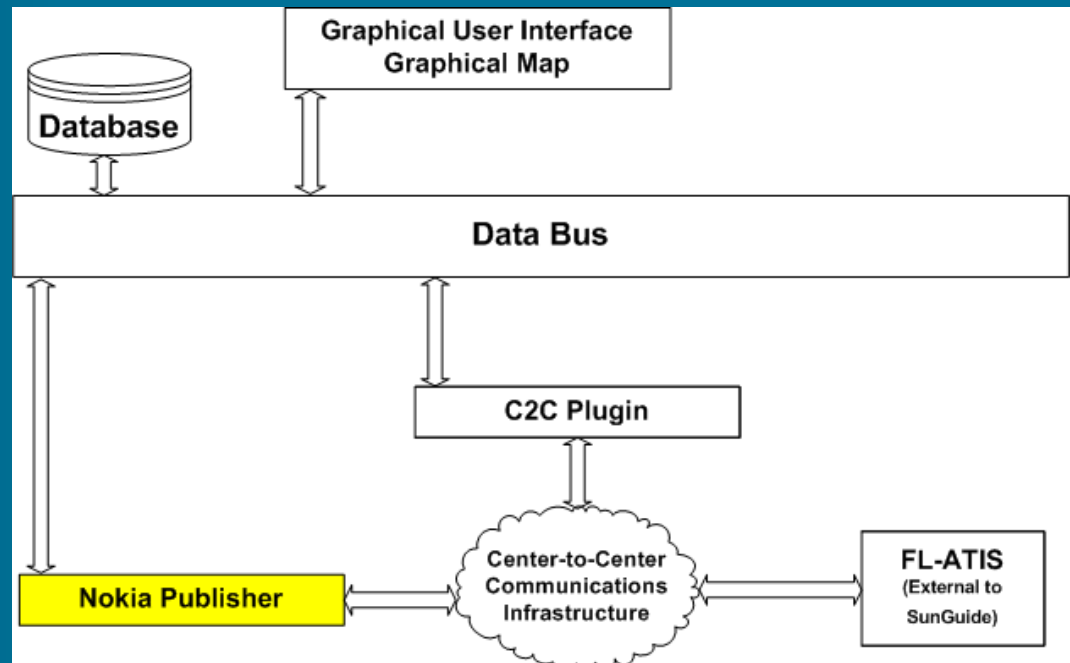 Graphical User Interface
Graphical Map
Database
Data Bus
C2C Plugin
Center-to-Center
Communications
Infrastructure
FL-ATIS
(External to
SunGuide)
Nokia Publisher